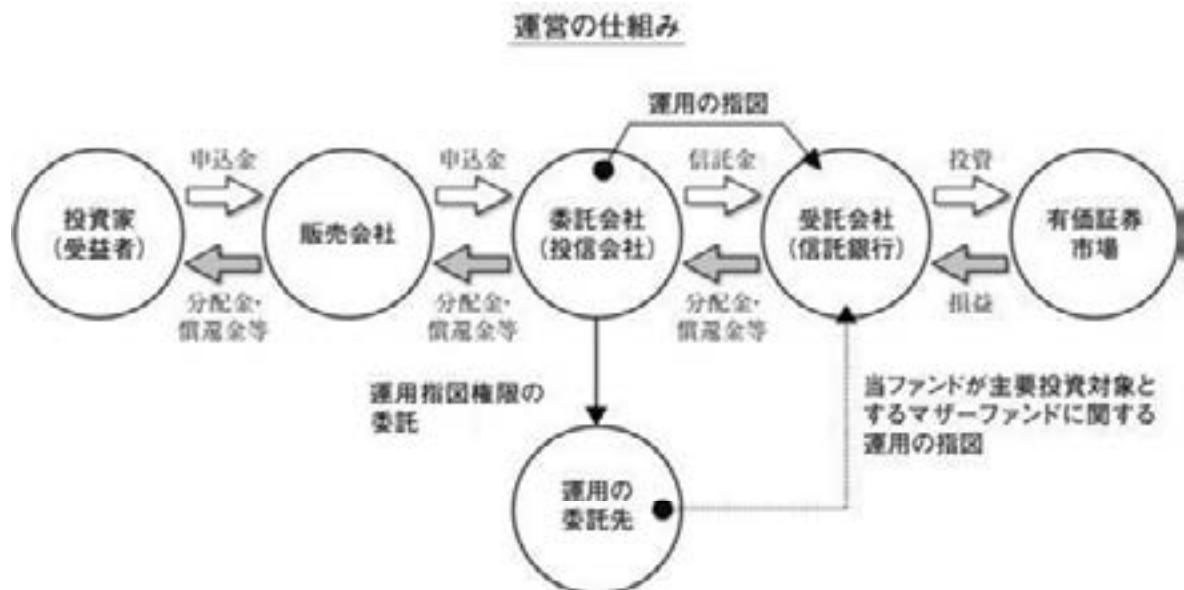 運営の仕組み
運用の指図
申込金
申込金
信託金
投資
投資家
(受益者)
販売会社
委託会社
(投信会社)
受託会社
(信託銀行)
有価証券
市場
分配金・
償還金等
分配金・
償還金等
分配金・
償還金等
損益
運用指図権限の
委託
当ファンドが主要投資対象と
するマザーファンドに関する
運用の指図
運用の
委託先